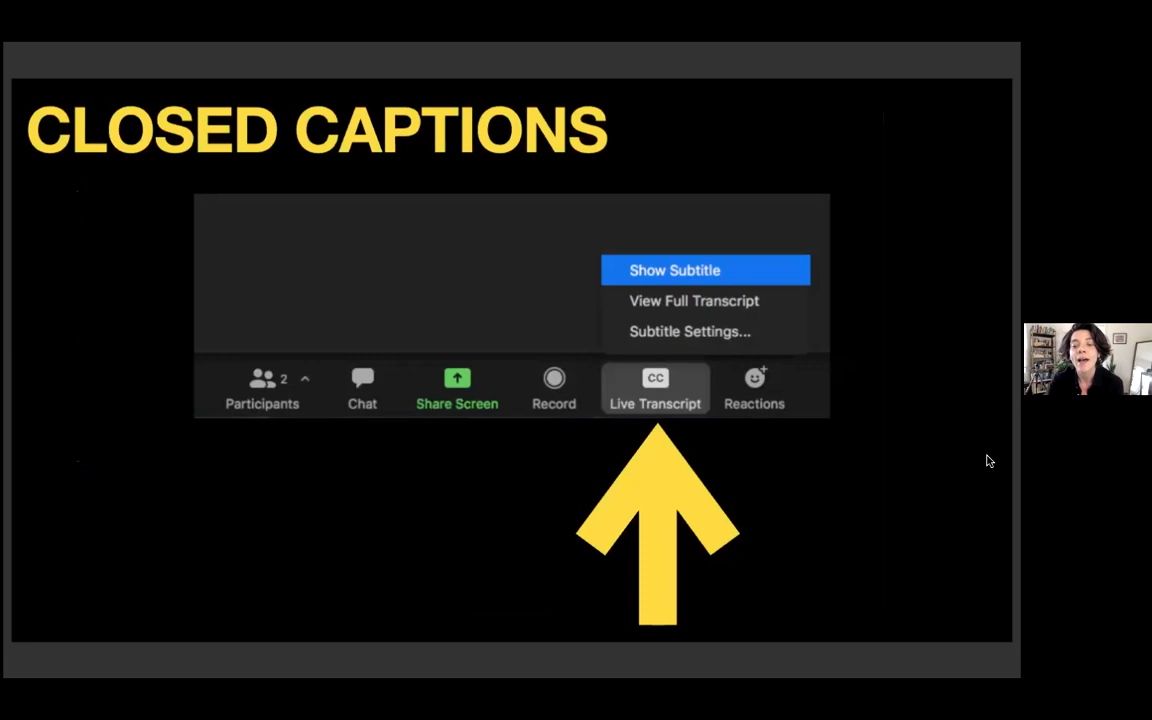 CLOSED CAPTIONS
Show Subtitle
View Full Transcript
Subtitle Settings...
2
CC
Participants
Chat
Share Screen
Record
Live Transcript
Reactions